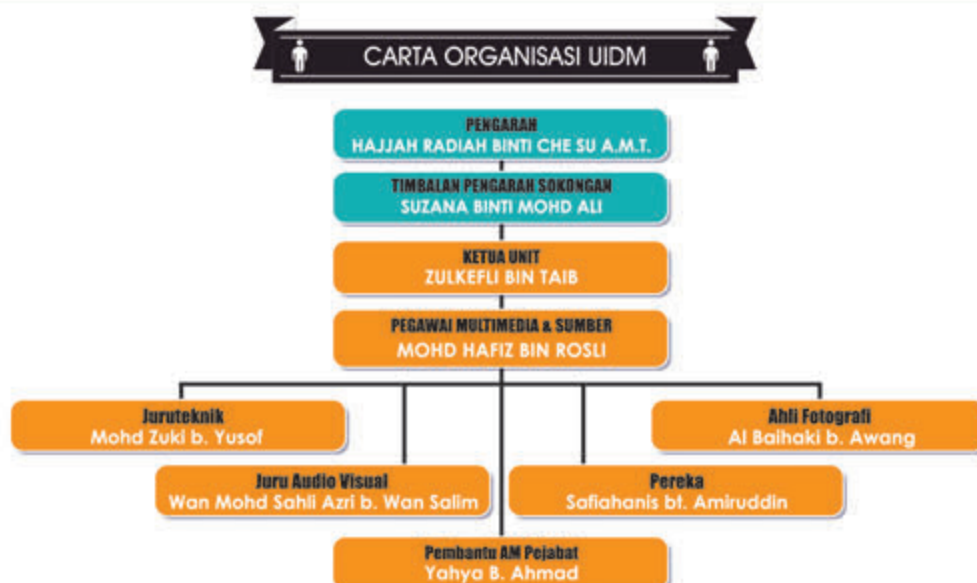 CARTA ORGANISASI UIDM
PENGARAH
HAJJAH RADIAH BINTI CHE SU A.M.T.
TIMBALAN PENGARAH SOKONGAN
SUZANA BINTI MOHD ALI
KETUA UNIT
ZULKEFLI BIN TAIB
PEGAWAI MULTIMEDIA & SUMBER
MOHD HAFIZ BIN ROSLI
Juruteknik
Mohd Zuki b. Yusof
Ahli Fotografi
Al Baihaki b. Awang
Juru Audio Visual
Wan Mohd Sahli Azri b. Wan Salim
Pereka
Safiahanis bt. Amiruddin
Pembantu AM Pejabat
Yahya B. Ahmad